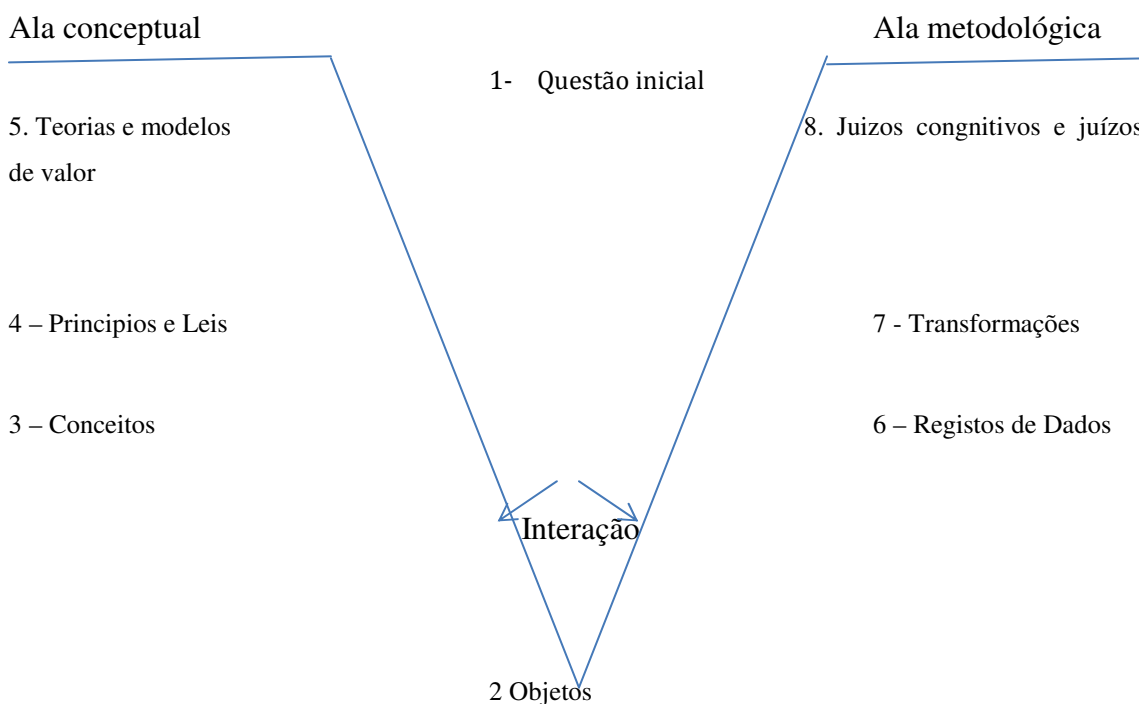 Ala conceptual
Ala metodológica
1- Questão inicial
5. Teorias e modelos
8. Juizos congnitivos e juízos
de valor
4 – Principios e Leis
7 - Transformações
3 – Conceitos
6 – Registos de Dados
Interação
2 Objetos